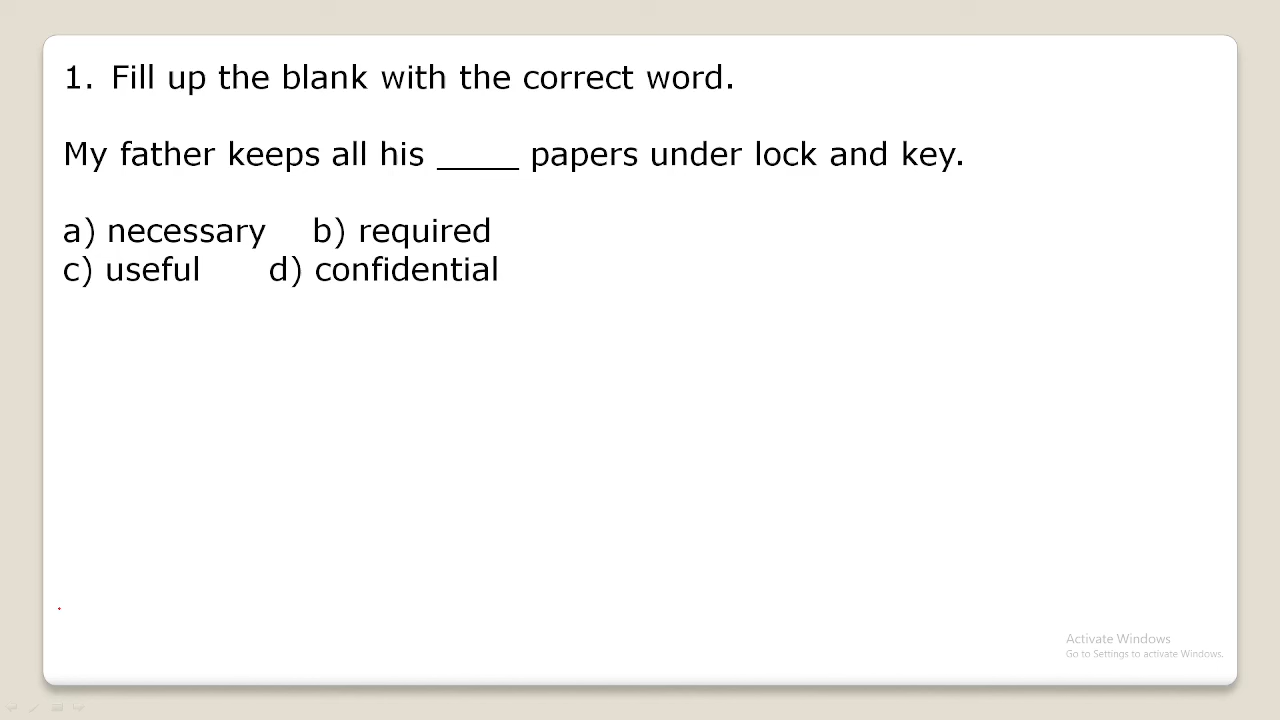 1. Fill up the blank with the correct word.
My father keeps all his ____ papers under lock and key.
a) necessary b) required
c) useful d) confidential
Activate Windows
Go to Settings to activate Windows.